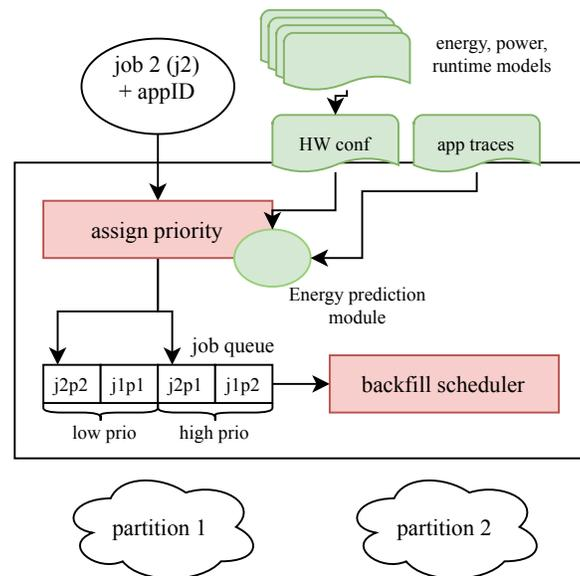 job 2 (j2)
+ appID
energy, power,
runtime models
HW conf
app traces
assign priority
Energy prediction
module
job queue
j2p2
j1p1
j2p1
j1p2
backfill scheduler
low prio
high prio
partition 1
partition 2